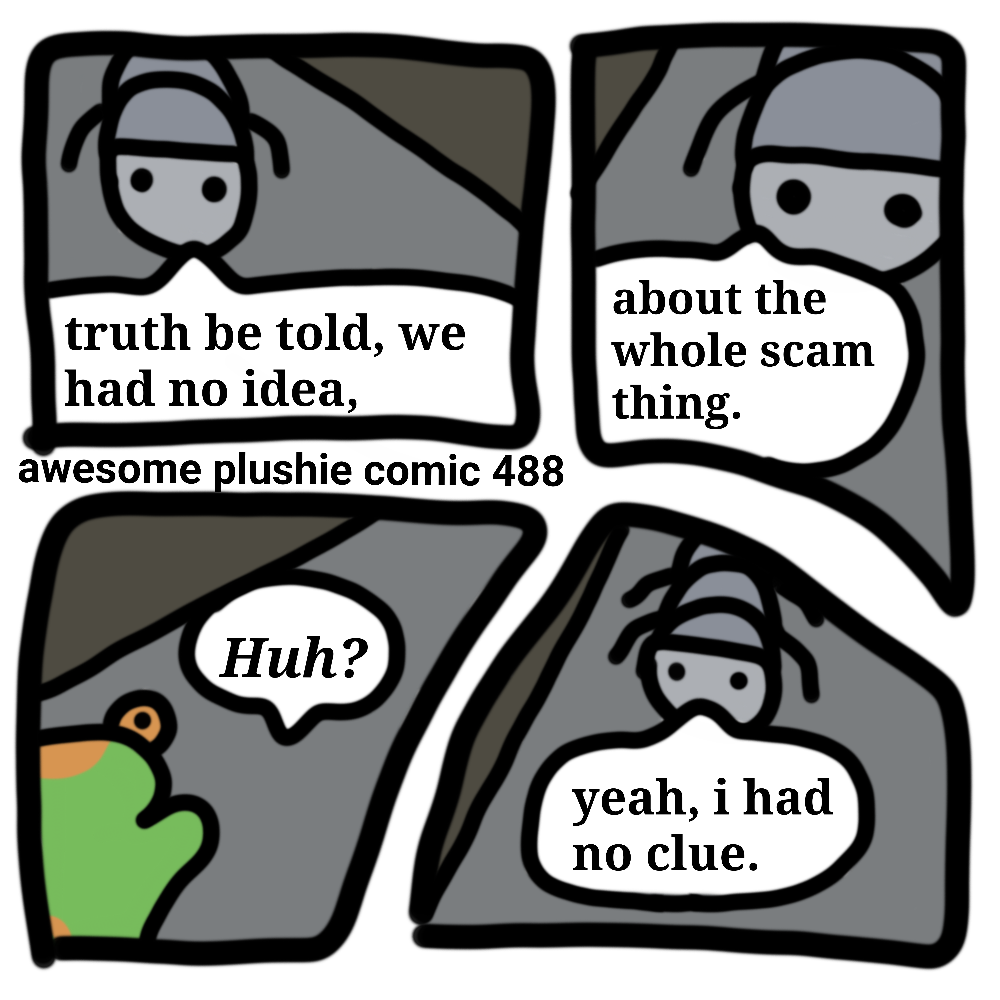 truth be told, we
had no idea,
about the
whole scam
thing.
awesome plushie comic 488
Huh?
yeah, i had
no clue.